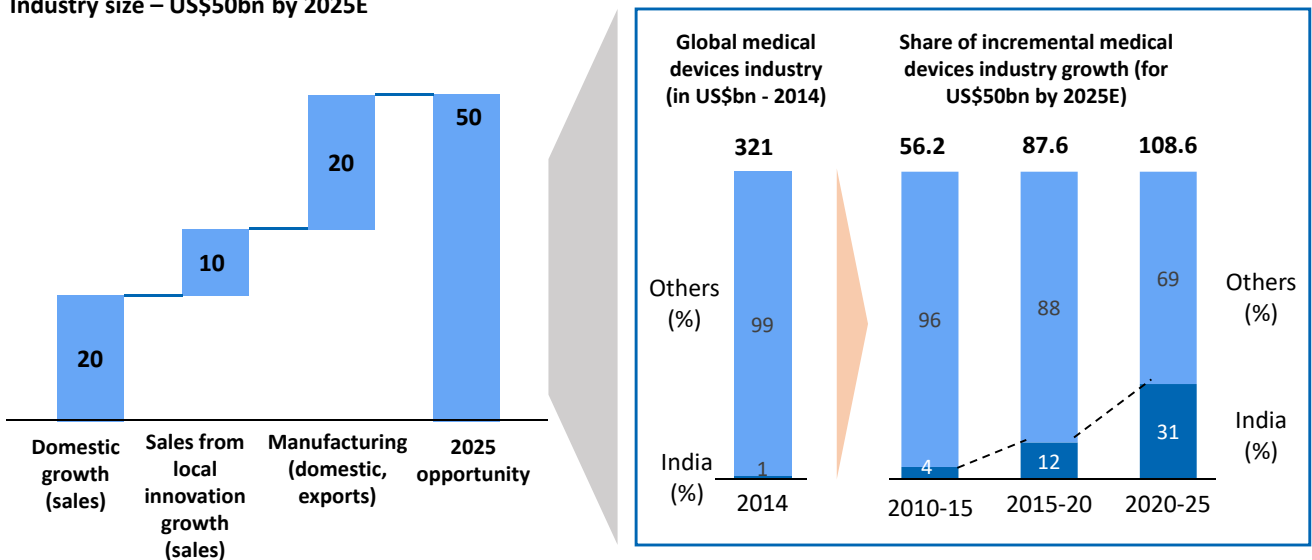 Industry size – US$50bn by 2025E
20
10
20
50
Domestic
growth
(sales)
Sales from
local
innovation
growth
(sales)
Manufacturing
(domestic,
exports)
2025
opportunity
Global medical
devices industry
(in US$bn - 2014)
Share of incremental medical
devices industry growth (for
US$50bn by 2025E)
321
56.2
87.6
108.6
Others
(%)
99
96
88
69
Others
(%)
India
(%)
1
4
12
31
India
(%)
2014
2010-15
2015-20
2020-25